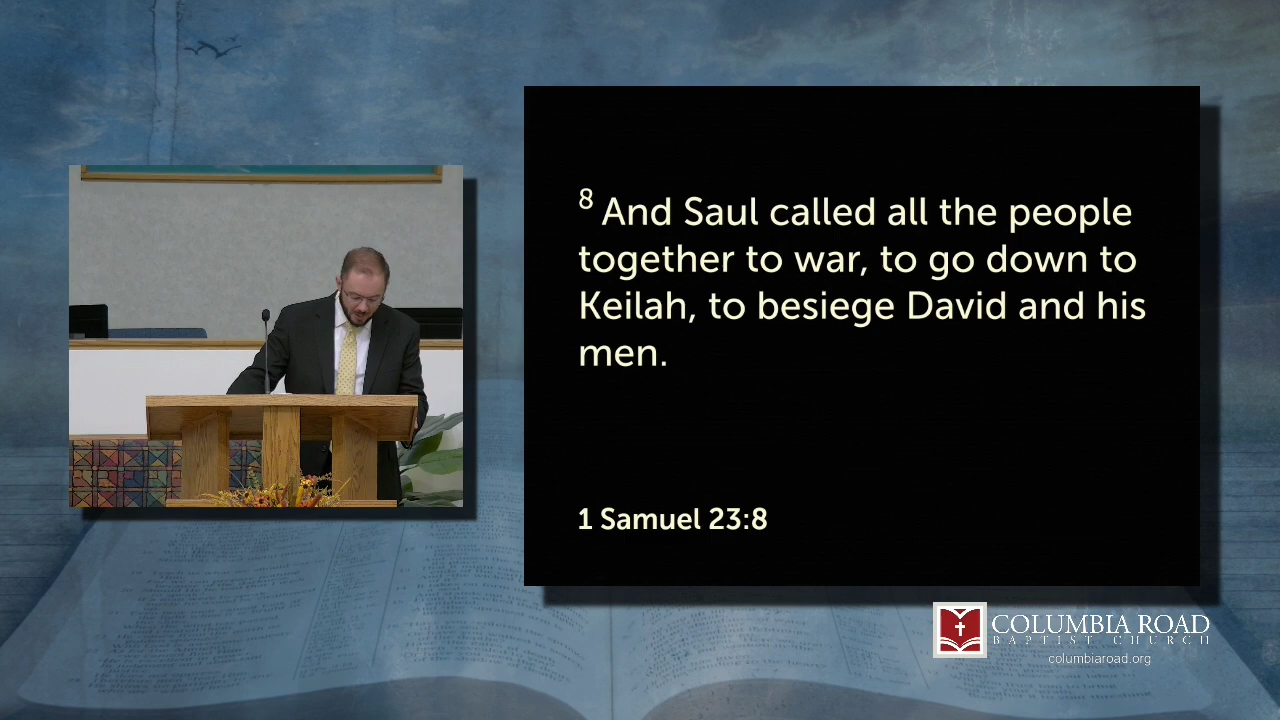 8 And Saul called all the people
together to war, to go down to
Keilah, to besiege David and his
men.
1 Samuel 23:8
COLUMBIA ROAD
BAPTIST CHURCH
columbiaroad.org